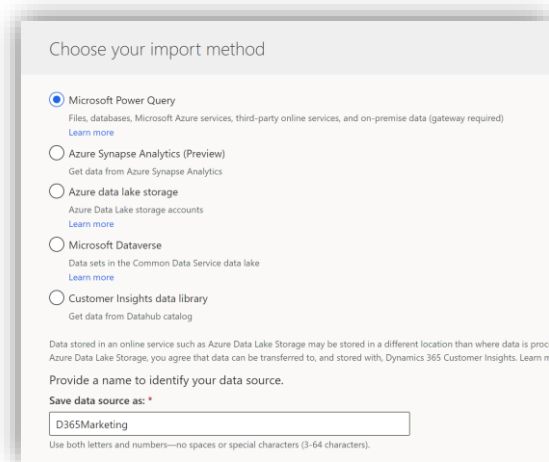 Choose your import method
Microsoft Power Query
Files, databases, Microsoft Azure services, third-party online services, and on-premise data (gateway required)
Learn more
Azure Synapse Analytics (Preview)
Get data from Azure Synapse Analytics
Azure data lake storage
Azure Data Lake storage accounts
Learn more
Microsoft Dataverse
Data sets in the Common Data Service data lake
Learn more
Customer Insights data library
Get data from Datahub catalog
Data stored in an online service such as Azure Data Lake Storage may be stored in a different location than where data is proc
Azure Data Lake Storage, you agree that data can be transferred to, and stored with, Dynamics 365 Customer Insights. Learn m
Provide a name to identify your data source.
Save data source as: *
D365Marketing
Use both letters and numbers—no spaces or special characters (3-64 characters).